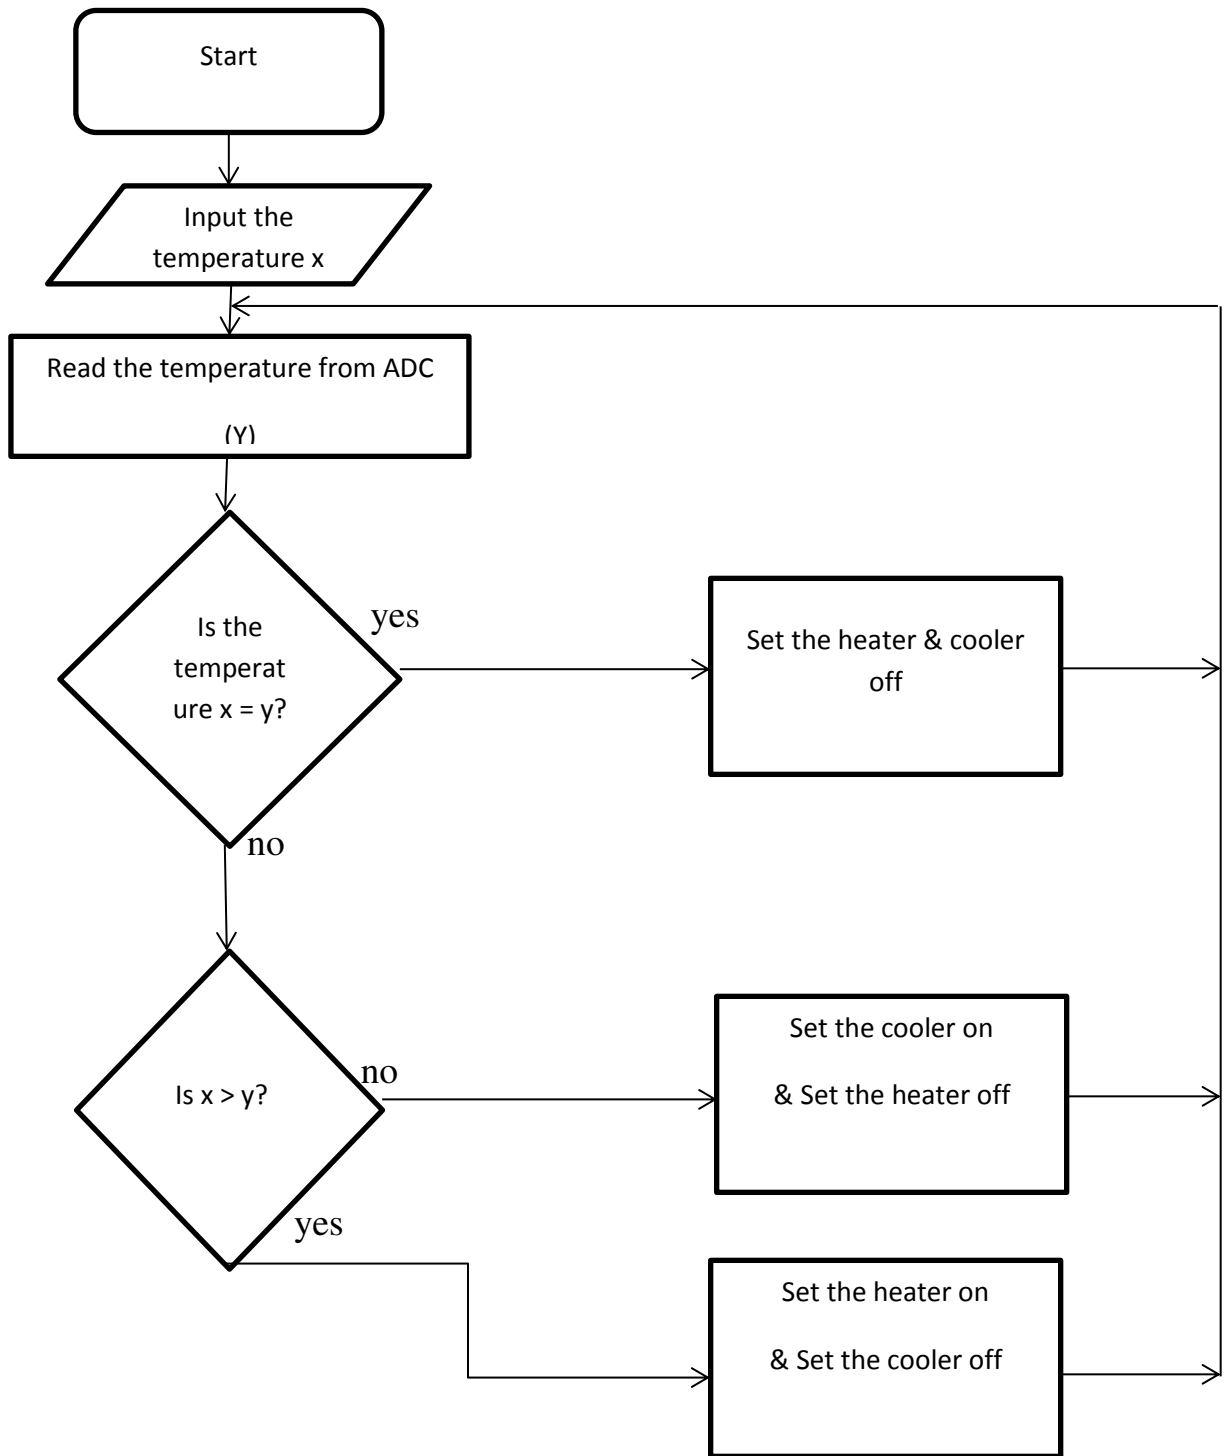 Start
Input the
temperature x
Read the temperature from ADC
(Y)
Is the
temperat
ure x = y?
yes
Set the heater & cooler
off
no
Is x > y?
no
Set the cooler on
& Set the heater off
yes
Set the heater on
& Set the cooler off